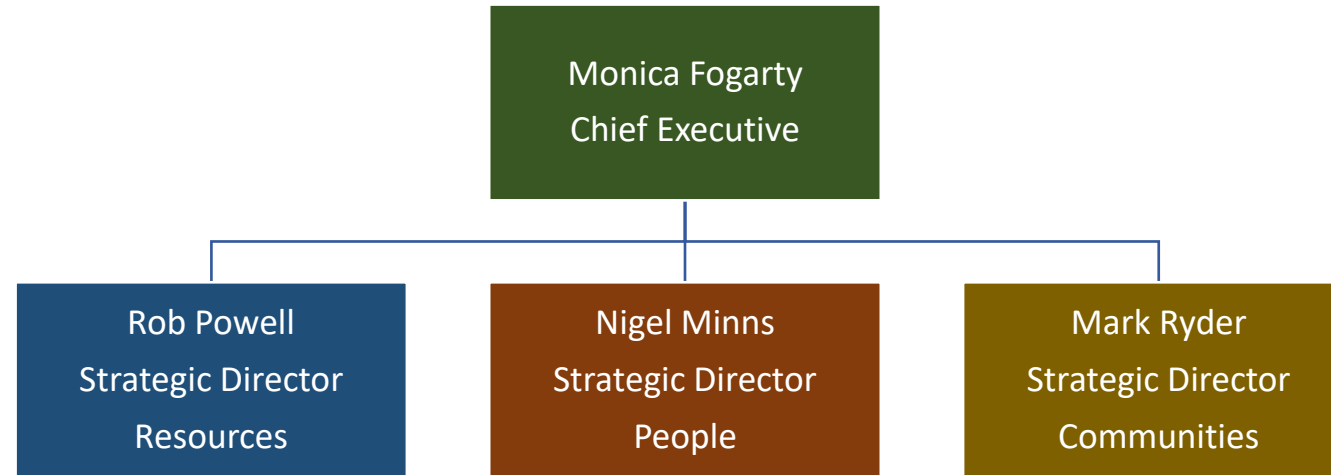 Monica Fogarty
Chief Executive
Rob Powell
Strategic Director
Resources
Nigel Minns
Strategic Director
People
Mark Ryder
Strategic Director
Communities